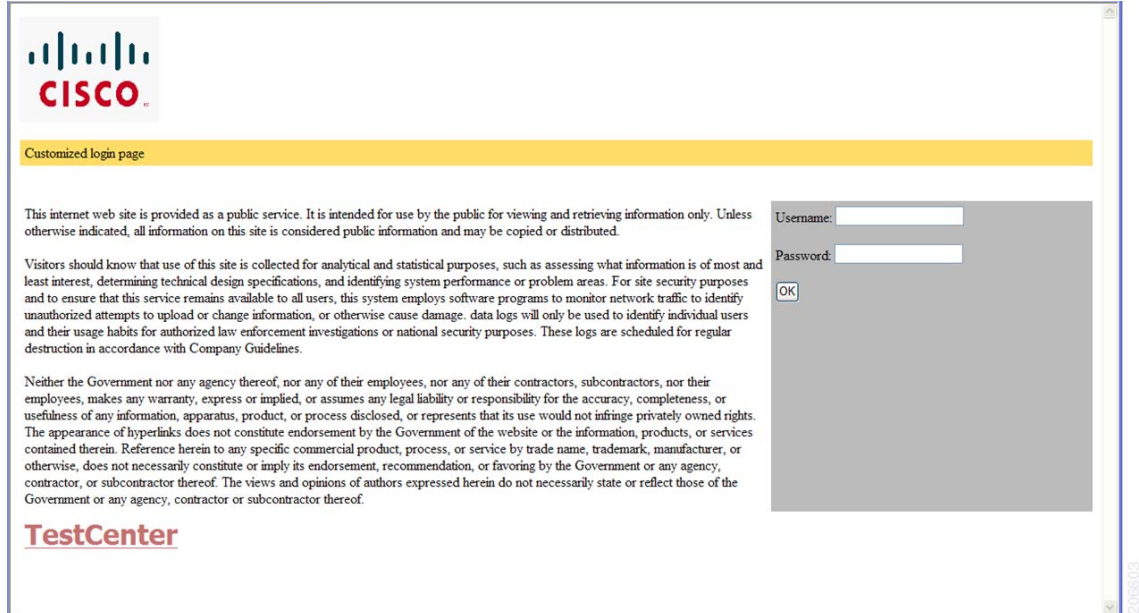 CISCO
Customized login page
This internet web site is provided as a public service. It is intended for use by the public for viewing and retrieving information only. Unless
otherwise indicated, all information on this site is considered public information and may be copied or distributed.
Visitors should know that use of this site is collected for analytical and statistical purposes, such as assessing what information is of most and
least interest, determining technical design specifications, and identifying system performance or problem areas. For site security purposes
and to ensure that this service remains available to all users, this system employs software programs to monitor network traffic to identify
unauthorized attempts to upload or change information, or otherwise cause damage. data logs will only be used to identify individual users
and their usage habits for authorized law enforcement investigations or national security purposes. These logs are scheduled for regular
destruction in accordance with Company Guidelines.
Neither the Government nor any agency thereof, nor any of their employees, nor any of their contractors, subcontractors, nor their
employees, makes any warranty, express or implied, or assumes any legal liability or responsibility for the accuracy, completeness, or
usefulness of any information, apparatus, product, or process disclosed, or represents that its use would not infringe privately owned rights.
The appearance of hyperlinks does not constitute endorsement by the Government of the website or the information, products, or services
contained therein. Reference herein to any specific commercial product, process, or service by trade name, trademark, manufacturer, or
otherwise, does not necessarily constitute or imply its endorsement, recommendation, or favoring by the Government or any agency,
contractor, or subcontractor thereof. The views and opinions of authors expressed herein do not necessarily state or reflect those of the
Government or any agency, contractor or subcontractor thereof.
TestCenter
Username:
Password:
OK
206603